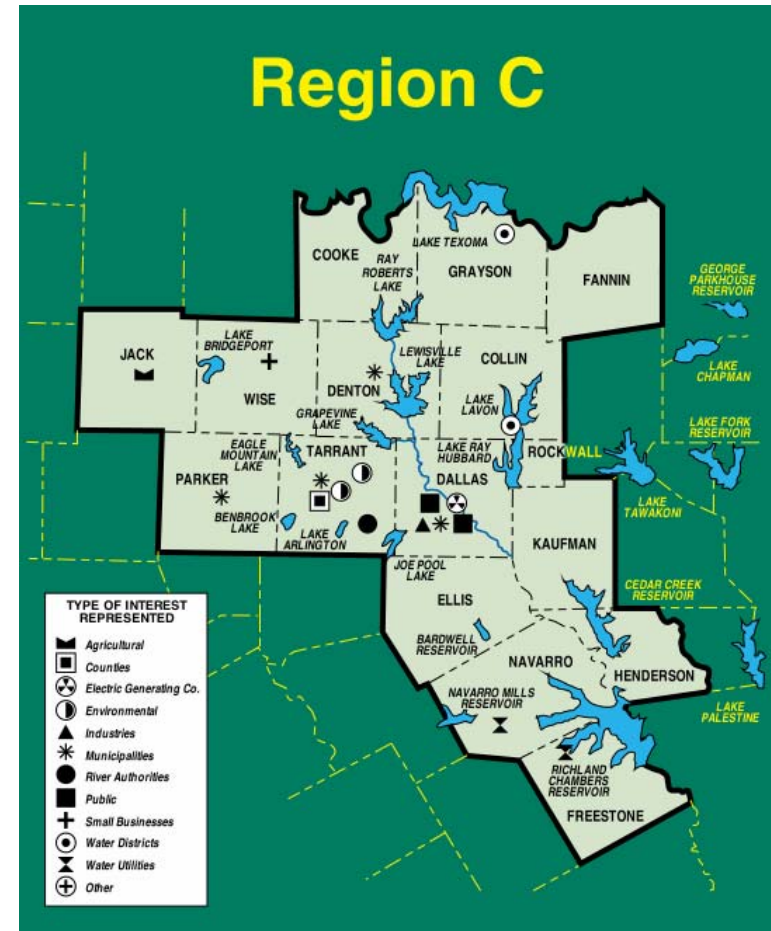 Region C
COOKE
LAKE TEXOMA
GRAYSON
FANNIN
RAY
ROBERTS
LAKE
GEORGE
PARKHOUSE
RESERVOIR
JACK
LAKE
BRIDGEPORT
WISE
DENTON
LEWISVILLE
LAKE
COLLIN
LAKE
LAVON
LAKE
CHAPMAN
GRAPEVINE
LAKE
LAKE FORK
RESERVOIR
EAGLE
MOUNTAIN
LAKE
TARRANT
LAKE RAY
HUBBARD
ROCKWALL
PARKER
DALLAS
LAKE
TAWAKONI
BENBROOK
LAKE
LAKE
ARLINGTON
JOE POOL
LAKE
KAUFMAN
ELLIS
CEDAR CREEK
RESERVOIR
BARDWELL
RESERVOIR
NAVARRO
HENDERSON
NAVARRO MILLS
RESERVOIR
LAKE
PALESTINE
RICHLAND
CHAMBERS
RESERVOIR
FREESTONE
TYPE OF INTEREST
REPRESENTED
Agricultural
Counties
Electric Generating Co.
Environmental
Industries
Municipalities
River Authorities
Public
Small Businesses
Water Districts
Water Utilities
Other